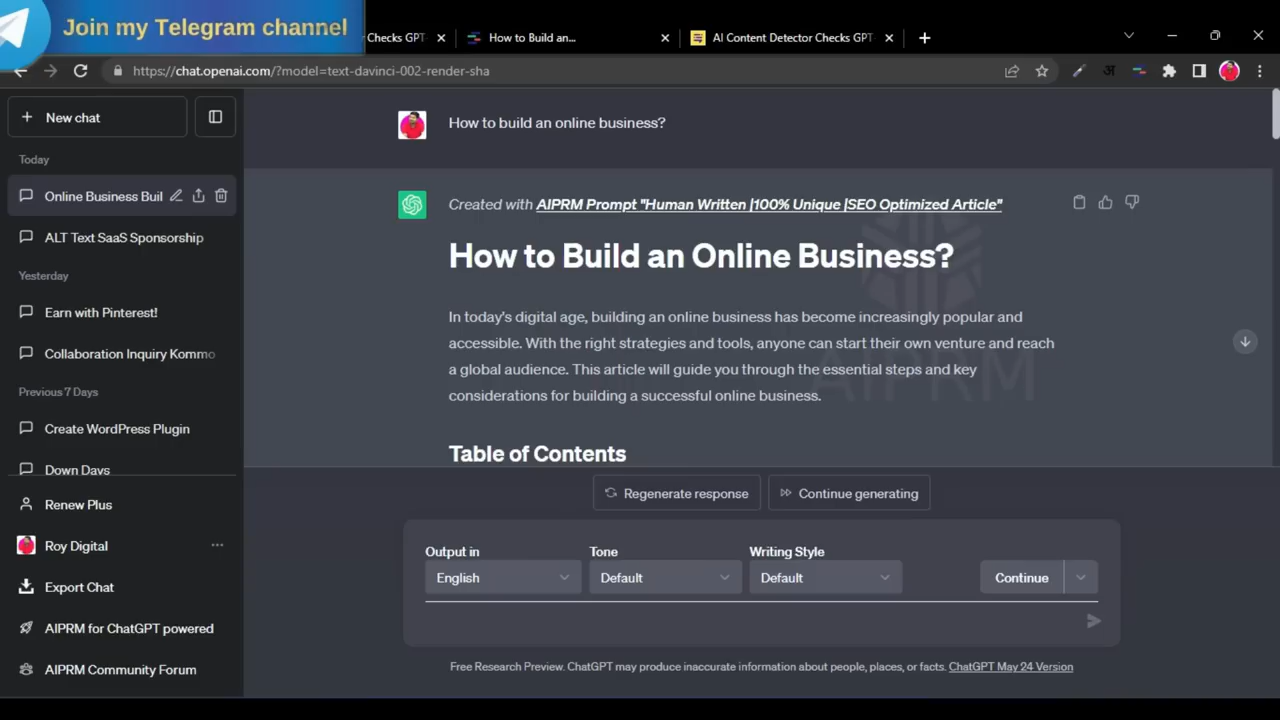 Join my Telegram channel
Checks GPT-
How to Build an...
AI Content Detector Checks GPT-
https://chat.openai.com/?model=text-davinci-002-render-sha
अ
New chat
Today
Online Business Buil
ALT Text SaaS Sponsorship
Yesterday
Earn with Pinterest!
Collaboration Inquiry Kommo
Previous 7 Days
Create WordPress Plugin
Down Days
Renew Plus
Roy Digital
Export Chat
AIPRM for ChatGPT powered
AIPRM Community Forum
How to build an online business?
Created with AIPRM Prompt "Human Written |100% Unique |SEO Optimized Article"
How to Build an Online Business?
In today's digital age, building an online business has become increasingly popular and
accessible. With the right strategies and tools, anyone can start their own venture and reach
a global audience. This article will guide you through the essential steps and key
considerations for building a successful online business.
AIPRM
Table of Contents
Regenerate response
Continue generating
Output in
Tone
Writing Style
English
Default
Default
Continue
Free Research Preview. ChatGPT may produce inaccurate information about people, places, or facts. ChatGPT May 24 Version